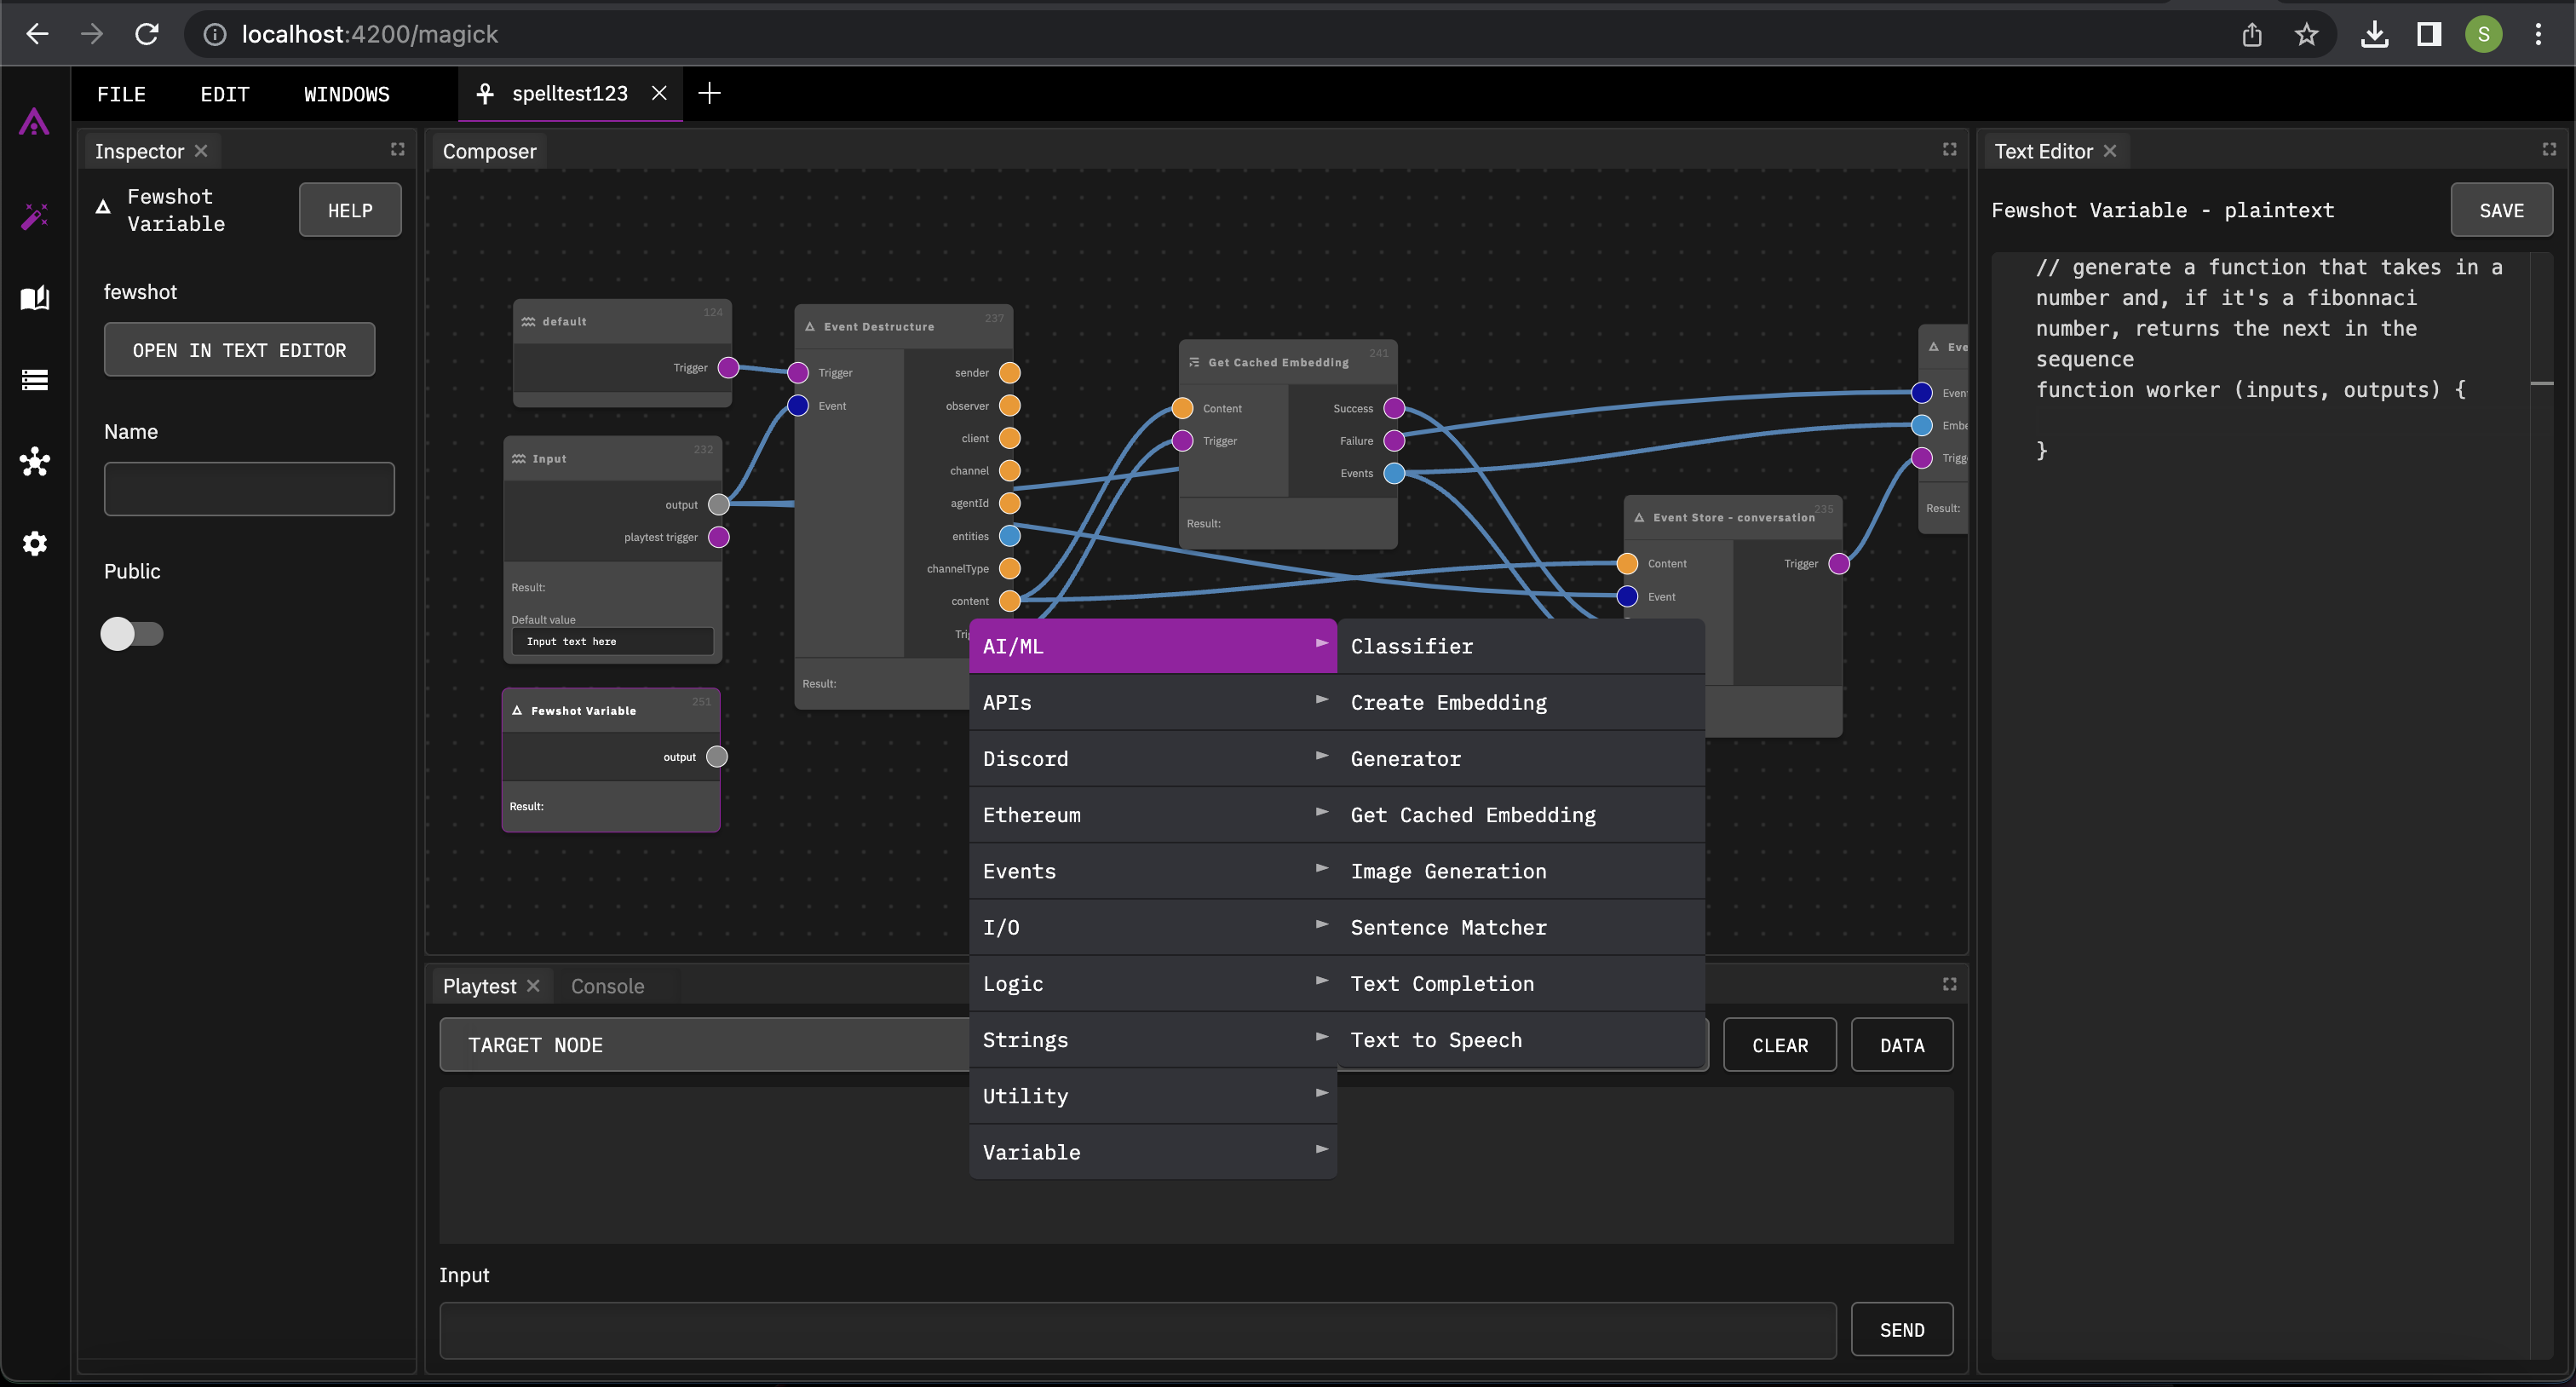 localhost:4200/magick
S
FILE
EDIT
WINDOWS
spelltest123
Inspector
Fewshot
Variable
HELP
fewshot
OPEN IN TEXT EDITOR
Name
Public
Composer
default
124
Trigger
Input
232
output
playtest trigger
Result:
Default value
Input text here
Fewshot Variable
251
output
Result:
Event Destructure
237
Trigger
Event
sender
observer
client
channel
agentId
entities
channelType
content
Result:
Get Cached Embedding
241
Content
Trigger
Success
Failure
Events
Result:
Event Store - conversation
235
Content
Event
Trigger
Result:
AI/ML
APIs
Discord
Ethereum
Events
I/O
Logic
Strings
Utility
Variable
Classifier
Create Embedding
Generator
Get Cached Embedding
Image Generation
Sentence Matcher
Text Completion
Text to Speech
Playtest
Console
TARGET NODE
CLEAR
DATA
Input
SEND
Text Editor
Fewshot Variable - plaintext
SAVE
// generate a function that takes in a
number and, if it's a fibonnaci
number, returns the next in the
sequence
function worker (inputs, outputs) {
}